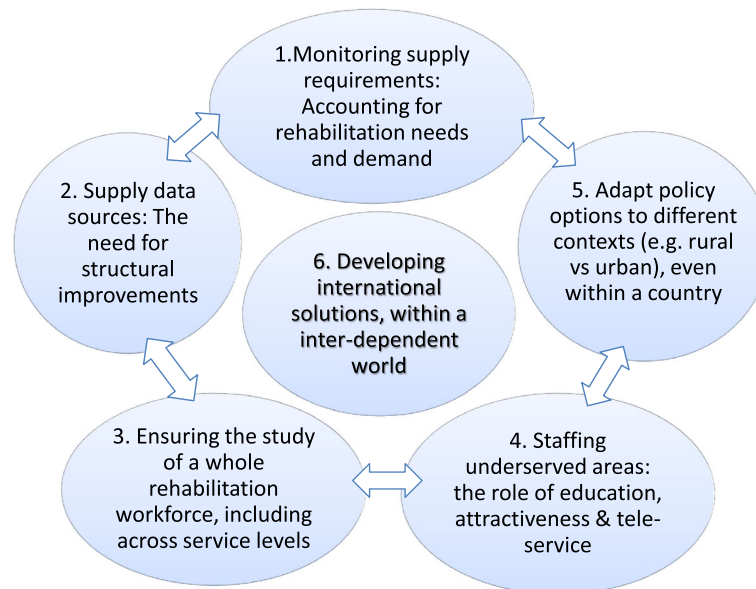 1.Monitoring supply
requirements:
Accounting for
rehabilitation needs
and demand
2. Supply data
sources: The
need for
structural
improvements
3. Ensuring the study
of a whole
rehabilitation
workforce, including
across service levels
4. Staffing
underserved areas:
the role of education,
attractiveness & tele-
service
5. Adapt policy
options to different
contexts (e.g. rural
vs urban), even
within a country
6. Developing
international
solutions, within a
inter-dependent
world